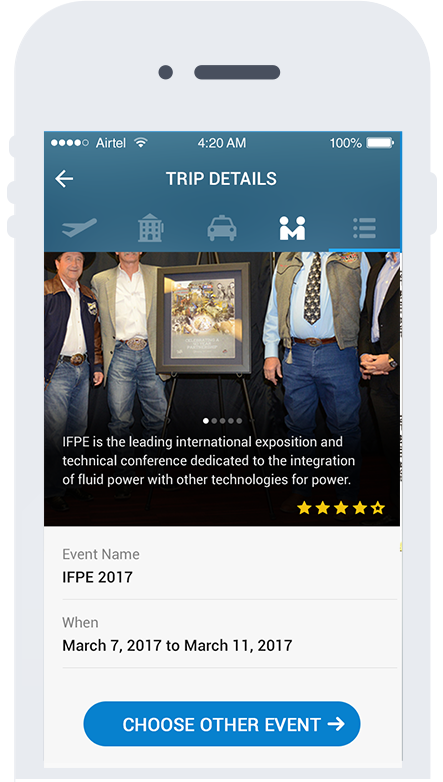 Airtel 4:20 AM 100%
TRIP DETAILS
IFPE is the leading international exposition and
technical conference dedicated to the integration
of fluid power with other technologies for power.
Event Name
IFPE 2017
When
March 7, 2017 to March 11, 2017
CHOOSE OTHER EVENT